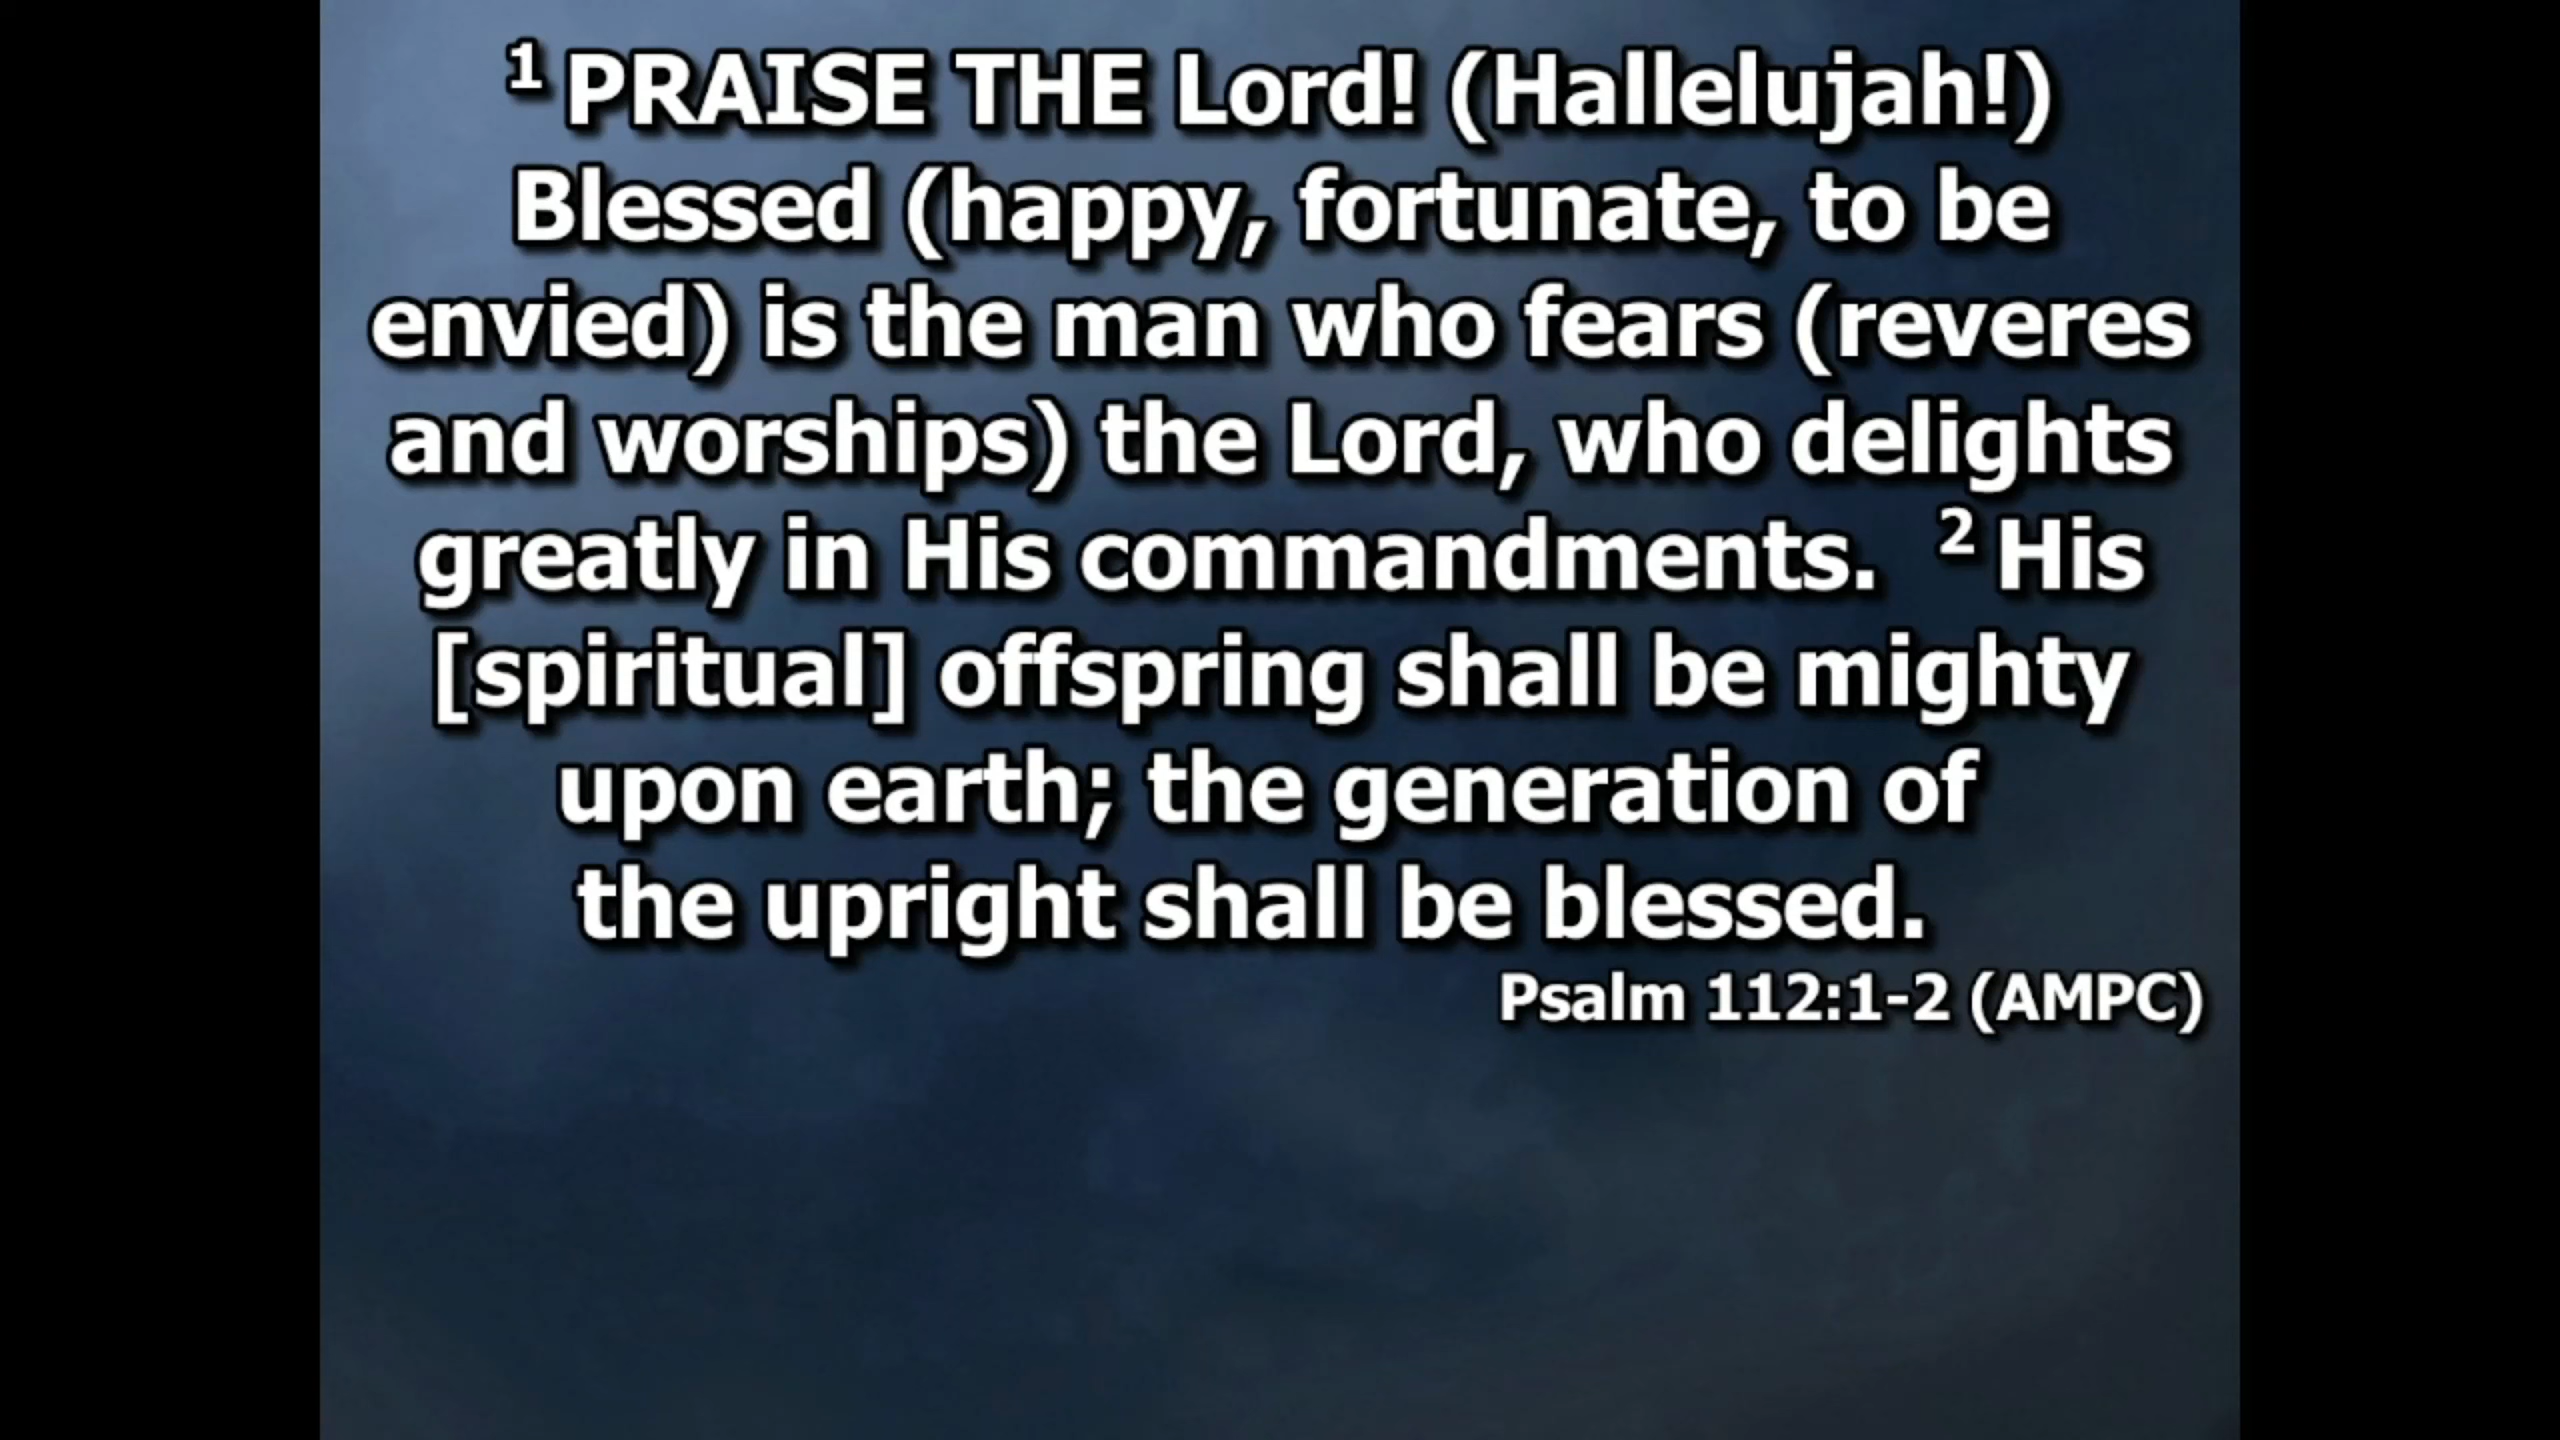 1 PRAISE THE Lord! (Hallelujah!)
Blessed (happy, fortunate, to be
envied) is the man who fears (reveres
and worships) the Lord, who delights
greatly in His commandments. 2 His
[spiritual] offspring shall be mighty
upon earth; the generation of
the upright shall be blessed.
Psalm 112:1-2 (AMPC)